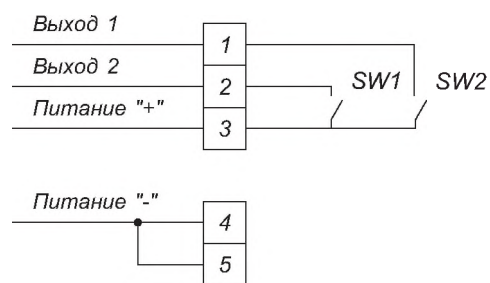 Выход 1
1
Выход 2
2
SW1 SW2
Питание "+"
3
Питание "-"
4
5